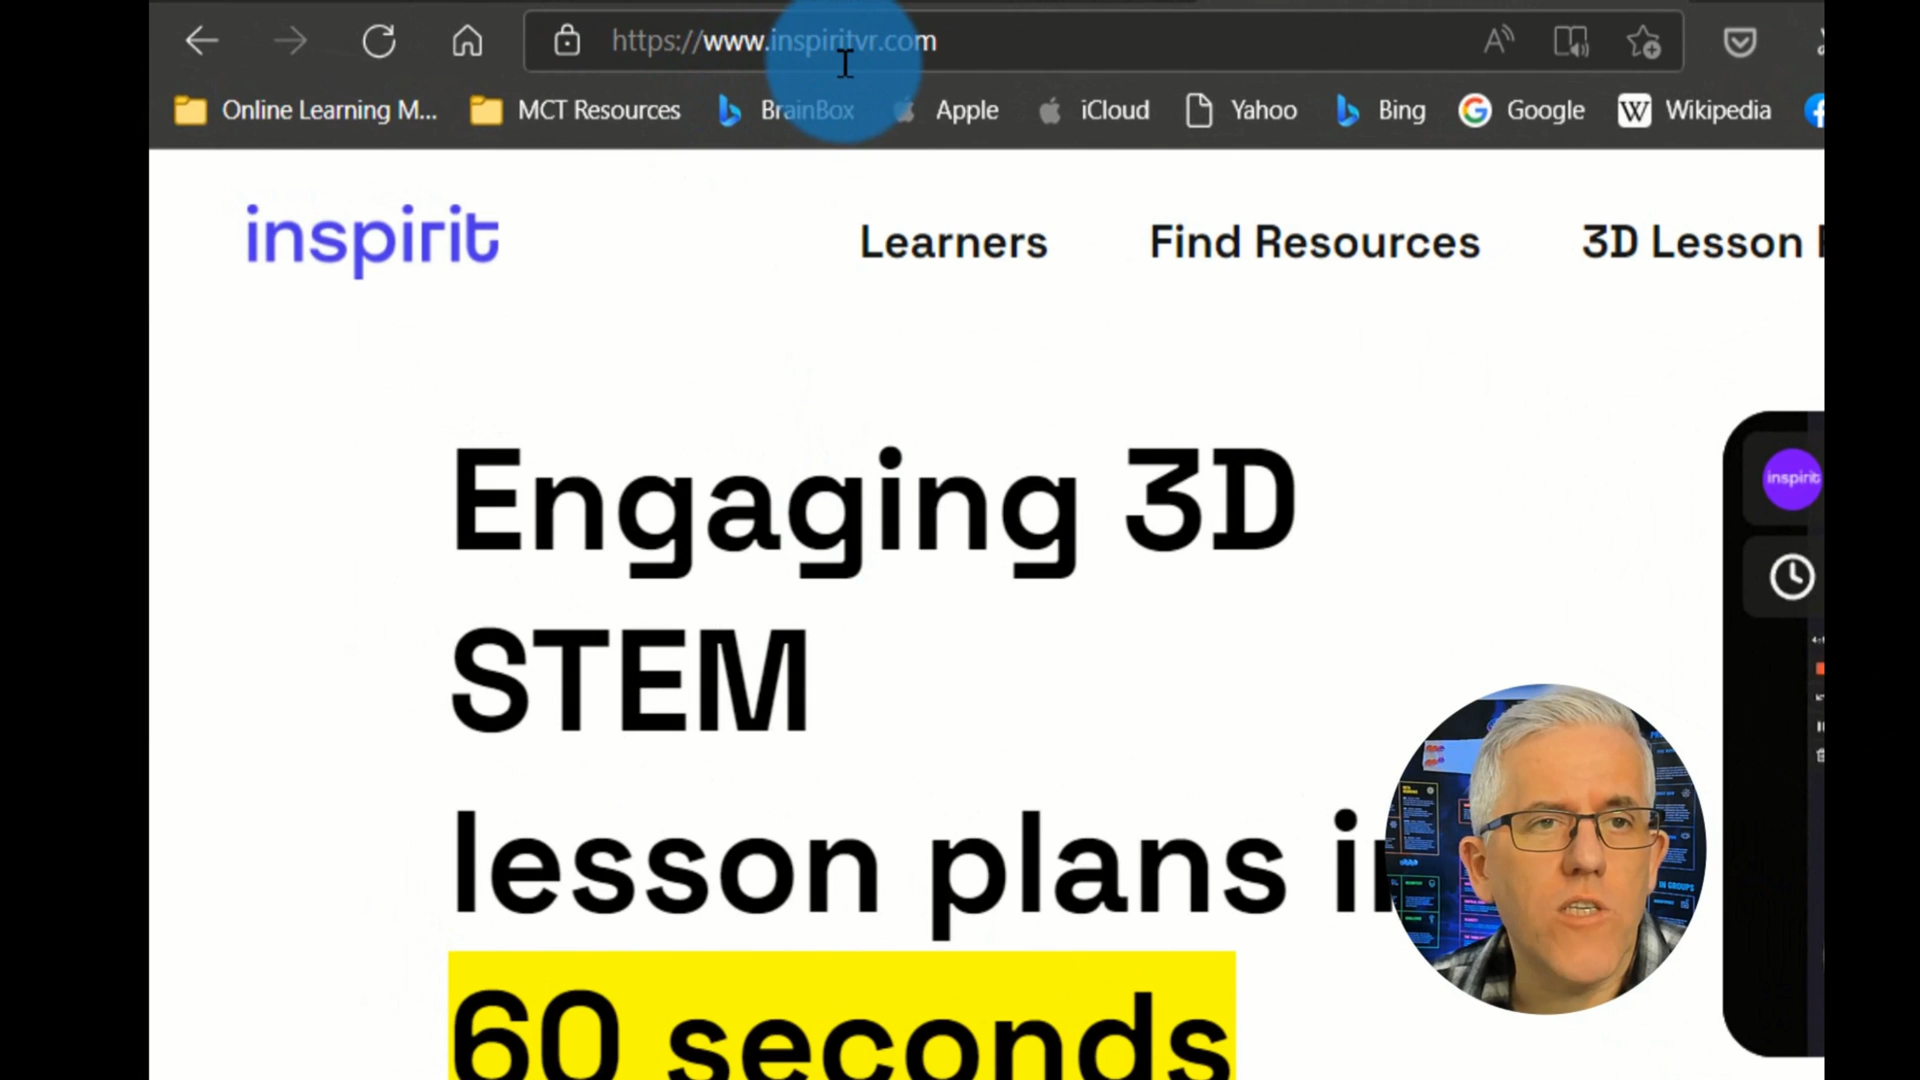 https://www.inspiritvr.com
Online Learning M... MCT Resources BrainBox Apple iCloud Yahoo Bing Google Wikipedia
inspirit Learners Find Resources 3D Lesson
Engaging 3D
inspirit
STEM
lesson plans in
60 seconds